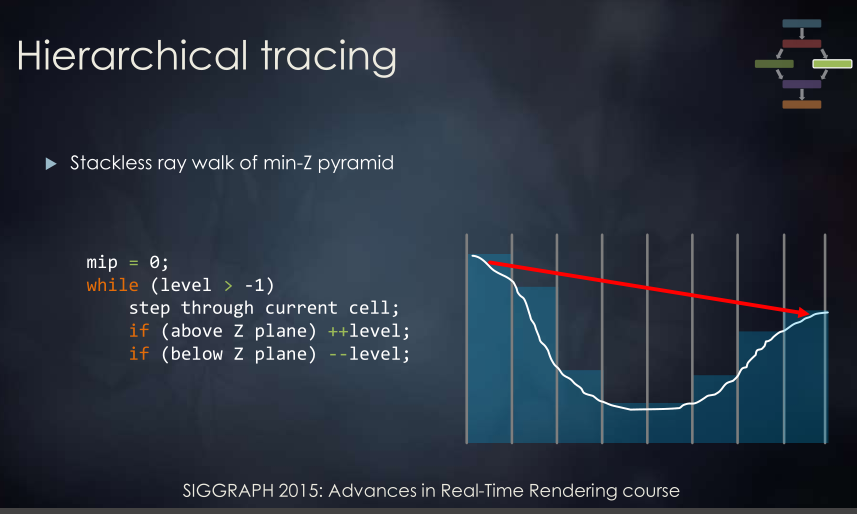 Hierarchical tracing
Stackless ray walk of min-Z pyramid
mip = 0;
while (level > -1)
    step through current cell;
    if (above Z plane) ++level;
    if (below Z plane) --level;
SIGGRAPH 2015: Advances in Real-Time Rendering course